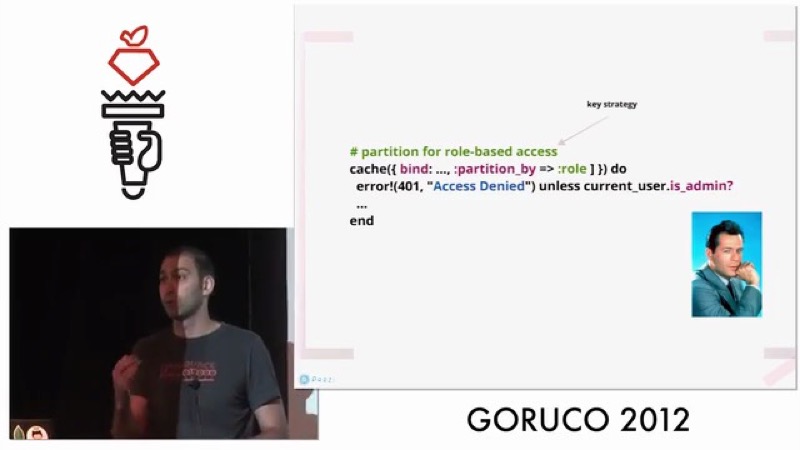 key strategy
# partition for role-based access
cache({ bind: ..., :partition_by => :role ] }) do
error!(401, "Access Denied") unless current_user.is_admin?
...
end
GORUCO 2012